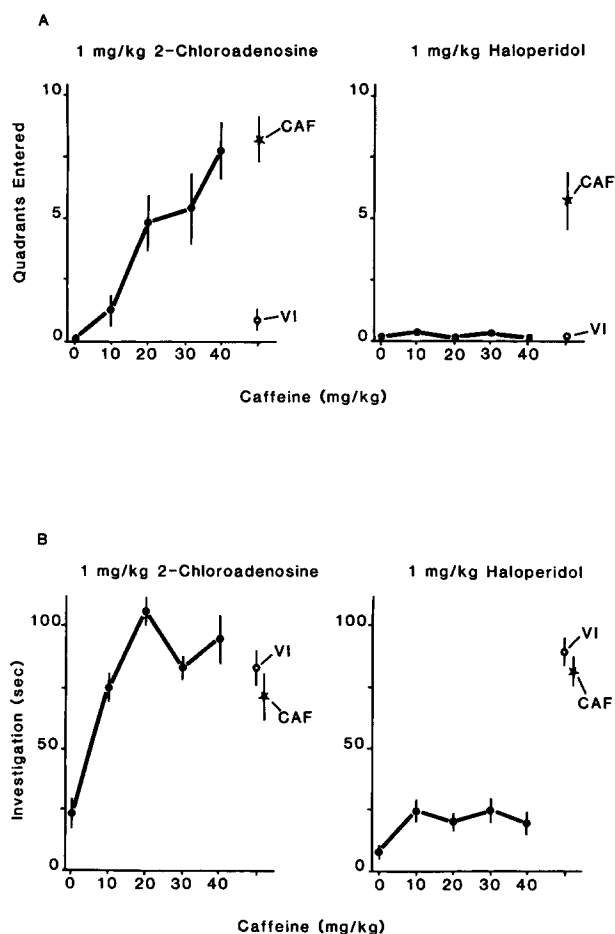 A
1 mg/kg 2-Chloroadenosine
1 mg/kg Haloperidol
Quadrants Entered
10
5
0
CAF
VI
0 10 20 30 40
10
5
0
CAF
VI
0 10 20 30 40
Caffeine (mg/kg)
B
1 mg/kg 2-Chloroadenosine
1 mg/kg Haloperidol
Investigation (sec)
100
50
0
VI
CAF
0 10 20 30 40
100
50
0
VI
CAF
0 10 20 30 40
Caffeine (mg/kg)